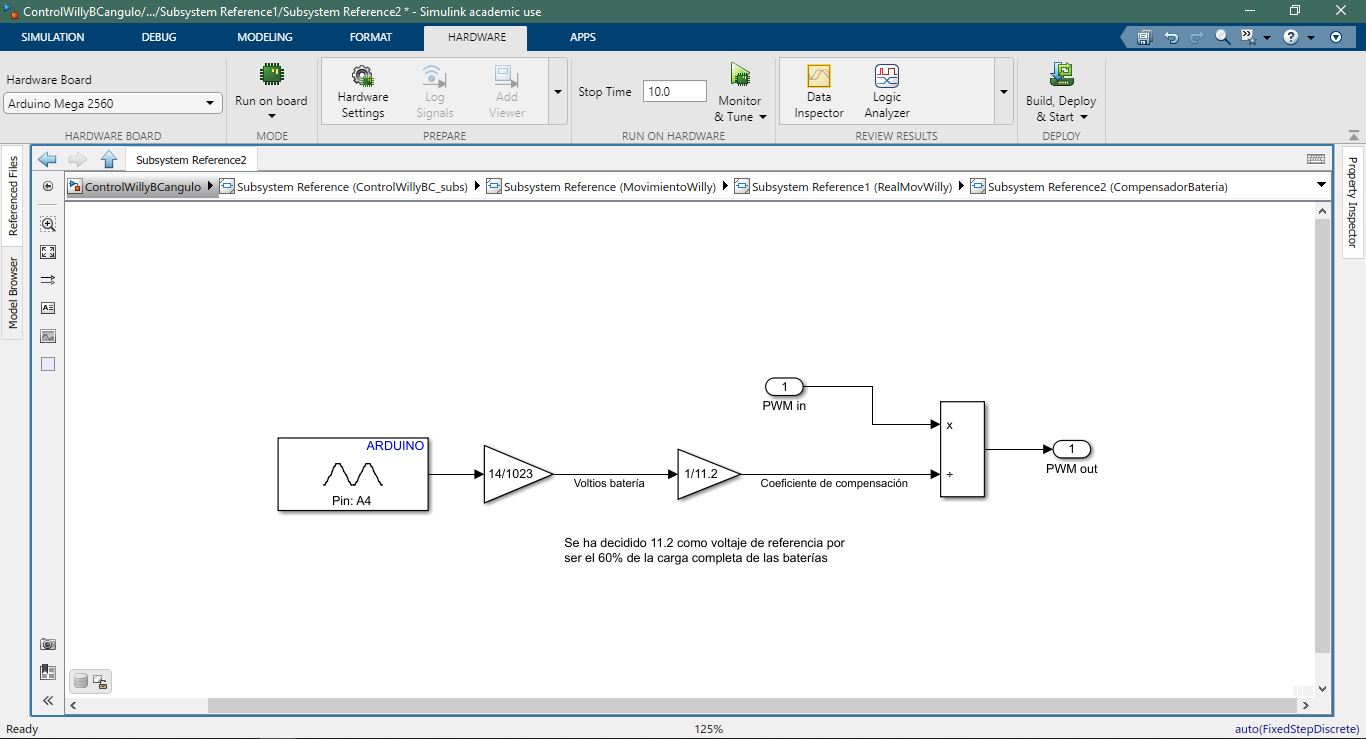 ControlWillyBCangulo/.../Subsystem Reference1/Subsystem Reference2 * - Simulink academic use
SIMULATION DEBUG MODELING FORMAT HARDWARE APPS
Hardware Board
Arduino Mega 2560
HARDWARE BOARD
Run on board
MODE
Hardware
Settings
Log
Signals
Add
Viewer
PREPARE
Stop Time 10.0
Monitor
& Tune
RUN ON HARDWARE
Data
Inspector
Logic
Analyzer
REVIEW RESULTS
Build, Deploy
& Start
DEPLOY
Referenced Files
Model Browser
Property Inspector
Subsystem Reference2
ControlWillyBCangulo Subsystem Reference (ControlWillyBC_subs) Subsystem Reference (MovimientoWilly) Subsystem Reference1 (RealMovWilly) Subsystem Reference2 (CompensadorBateria)
1
PWM in
ARDUINO
Pin: A4
14/1023
Voltios batería
1/11.2
Coeficiente de compensación
x
÷
1
PWM out
Se ha decidido 11.2 como voltaje de referencia por
ser el 60% de la carga completa de las baterías
Ready 125% auto(FixedStepDiscrete)